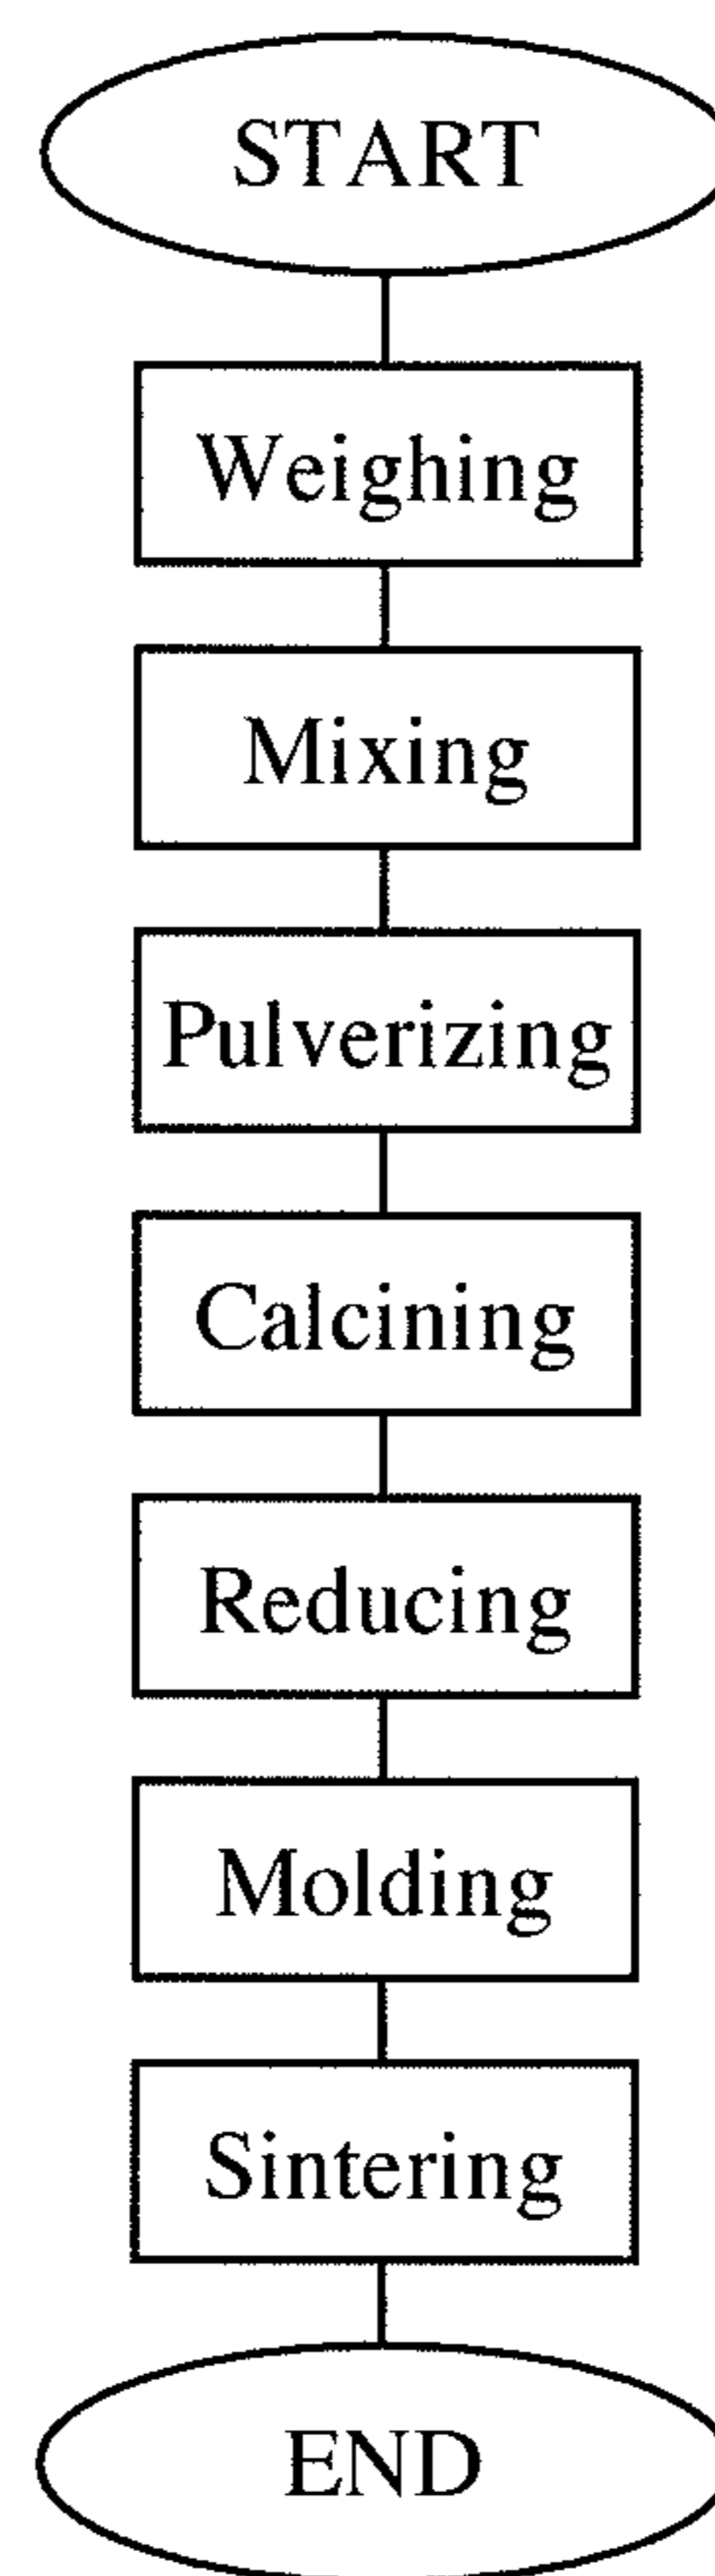 START
Weighing
Mixing
Pulverizing
Calcining
Reducing
Molding
Sintering
END